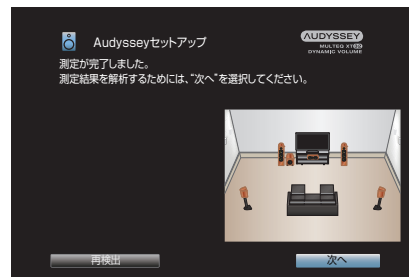 Audysseyセットアップ
AUDYSSEY
MULTEQ XT32
DYNAMIC VOLUME
測定が完了しました。
測定結果を解析するためには、“次へ”を選択してください。
再検出
次へ